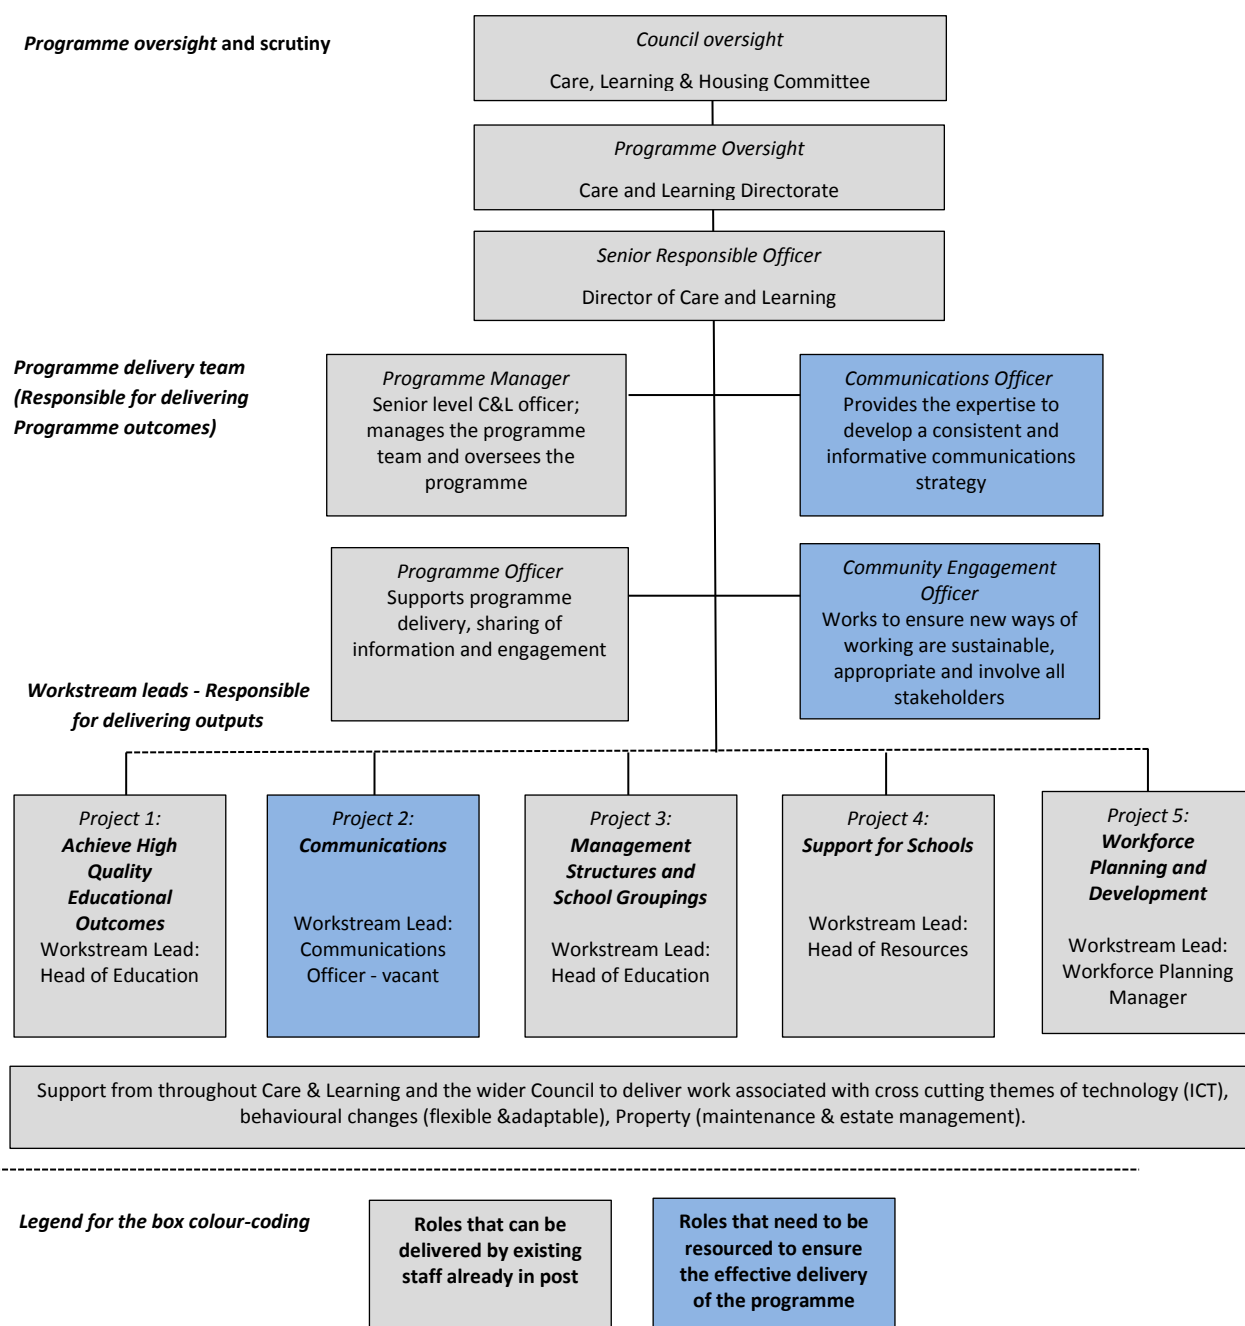 Programme oversight and scrutiny
Council oversight
Care, Learning & Housing Committee
Programme Oversight
Care and Learning Directorate
Senior Responsible Officer
Director of Care and Learning
Programme delivery team
(Responsible for delivering
Programme outcomes)
Programme Manager
Senior level C&L officer;
manages the programme
team and oversees the
programme
Communications Officer
Provides the expertise to
develop a consistent and
informative communications
strategy
Programme Officer
Supports programme
delivery, sharing of
information and engagement
Community Engagement
Officer
Works to ensure new ways of
working are sustainable,
appropriate and involve all
stakeholders
Workstream leads - Responsible
for delivering outputs
Project 1:
Achieve High
Quality
Educational
Outcomes
Workstream Lead:
Head of Education
Project 2:
Communications
Workstream Lead:
Communications
Officer - vacant
Project 3:
Management
Structures and
School Groupings
Workstream Lead:
Head of Education
Project 4:
Support for Schools
Workstream Lead:
Head of Resources
Project 5:
Workforce
Planning and
Development
Workstream Lead:
Workforce Planning
Manager
Support from throughout Care & Learning and the wider Council to deliver work associated with cross cutting themes of technology (ICT),
behavioural changes (flexible &adaptable), Property (maintenance & estate management).
Legend for the box colour-coding
Roles that can be
delivered by existing
staff already in post
Roles that need to be
resourced to ensure
the effective delivery
of the programme